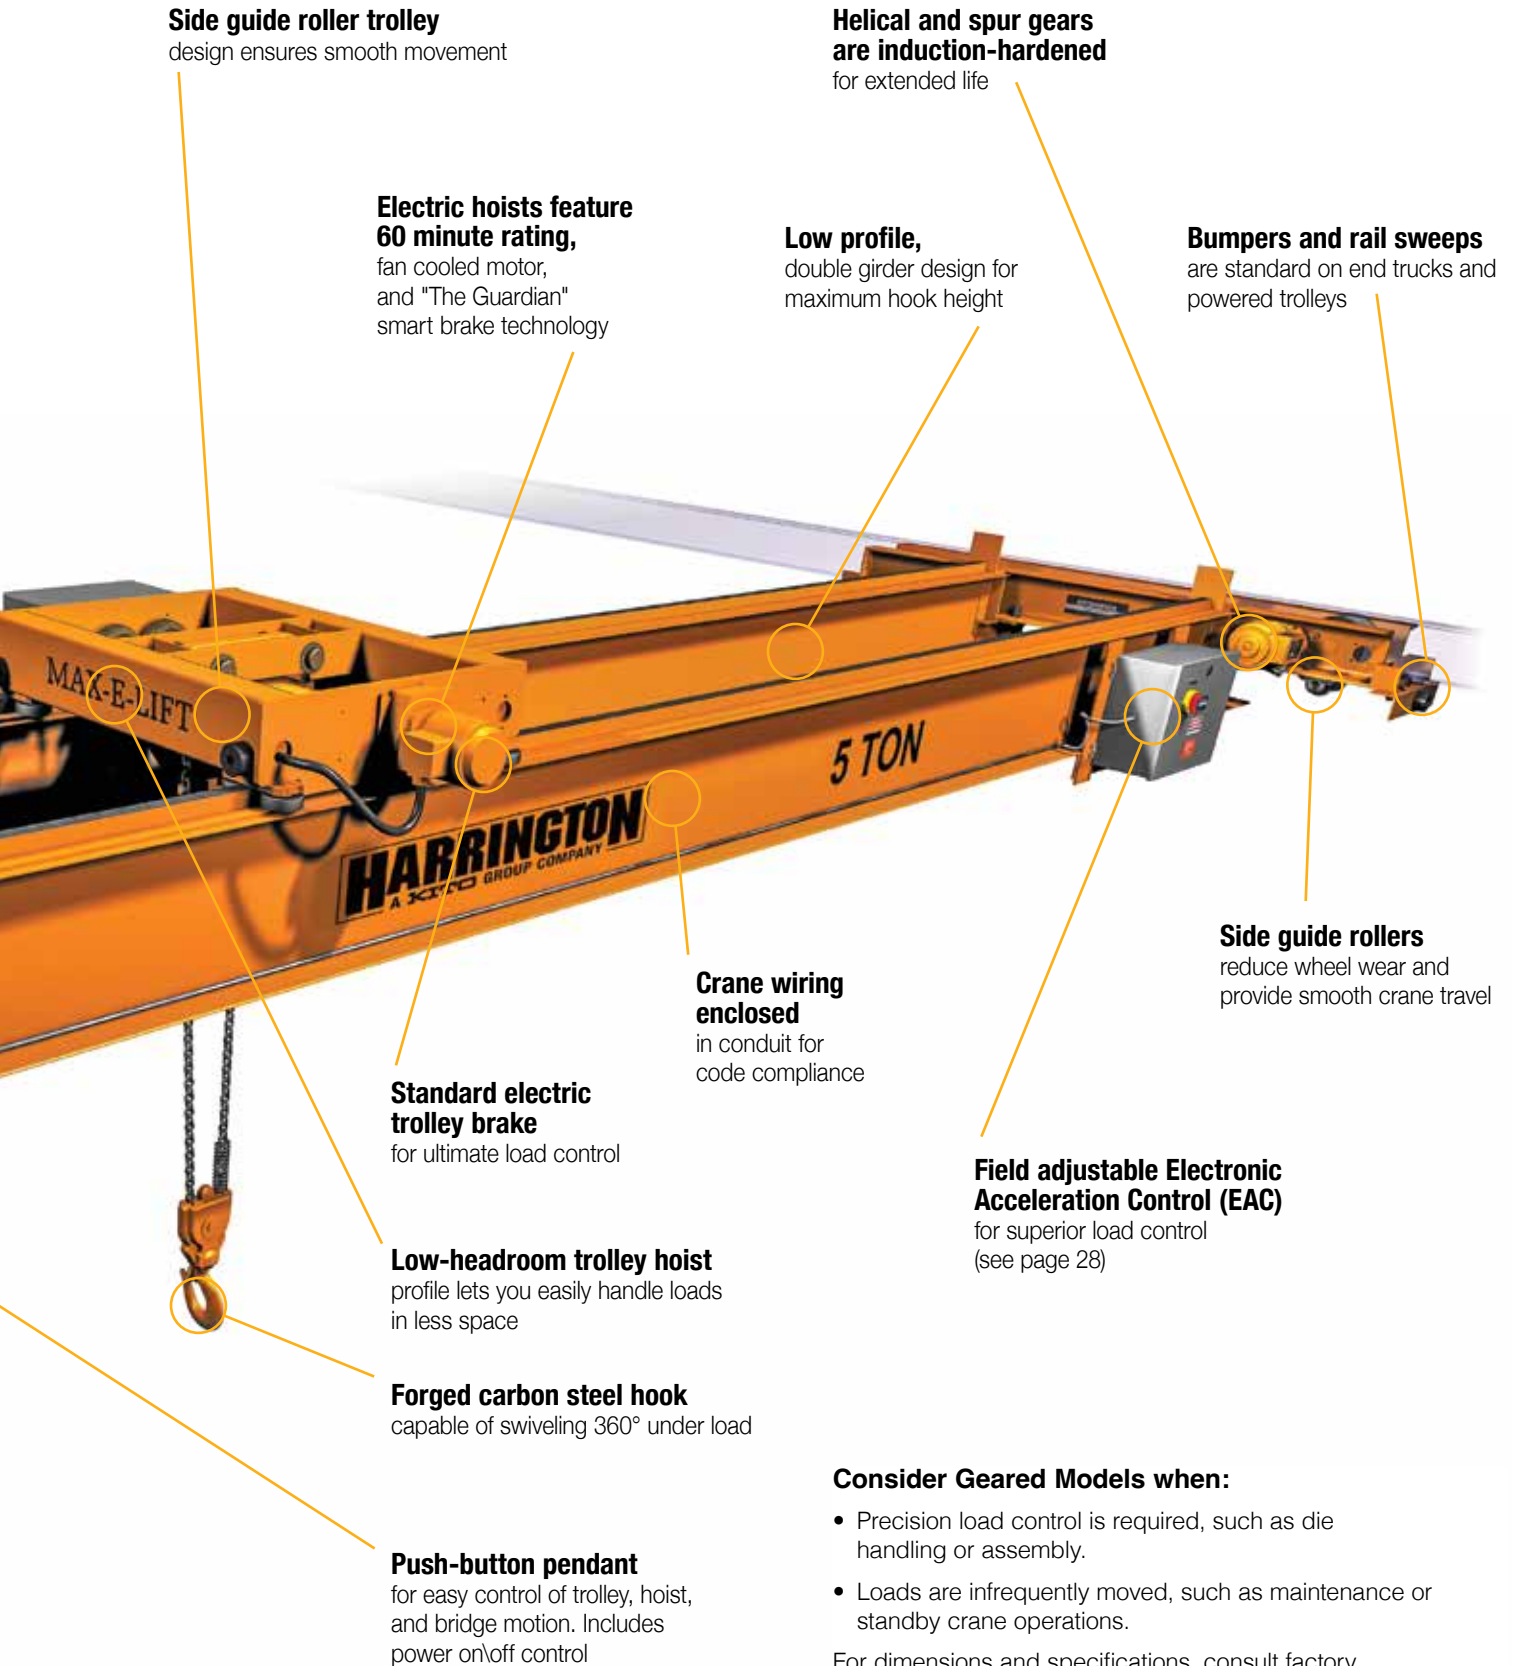 Side guide roller trolley
design ensures smooth movement
Helical and spur gears
are induction-hardened
for extended life
Electric hoists feature
60 minute rating,
fan cooled motor,
and "The Guardian"
smart brake technology
Low profile,
double girder design for
maximum hook height
Bumpers and rail sweeps
are standard on end trucks and
powered trolleys
MAX-E-LIFT
5 TON
HARRINGTON
A KITO GROUP COMPANY
Side guide rollers
reduce wheel wear and
provide smooth crane travel
Crane wiring
enclosed
in conduit for
code compliance
Standard electric
trolley brake
for ultimate load control
Field adjustable Electronic
Acceleration Control (EAC)
for superior load control
(see page 28)
Low-headroom trolley hoist
profile lets you easily handle loads
in less space
Forged carbon steel hook
capable of swiveling 360° under load
Push-button pendant
for easy control of trolley, hoist,
and bridge motion. Includes
power on\off control
Consider Geared Models when:
• Precision load control is required, such as die
handling or assembly.
• Loads are infrequently moved, such as maintenance or
standby crane operations.
For dimensions and specifications, consult factory